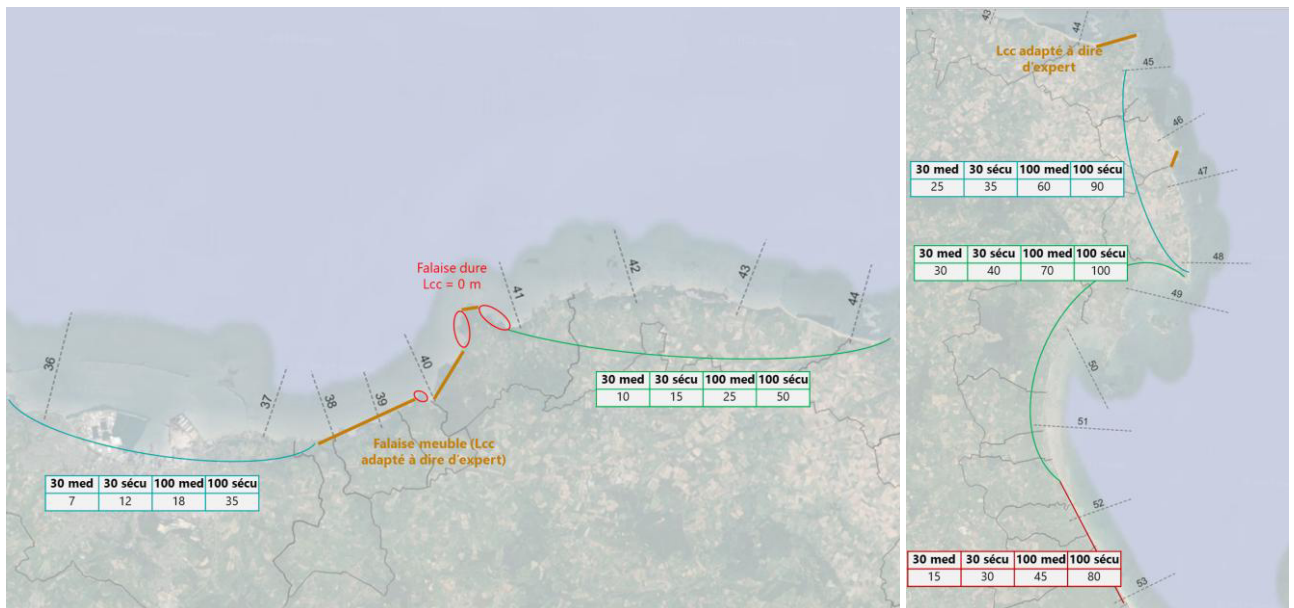 Falaise dure
Lcc = 0 m
36
37
38
39
40
41
42
43
44
30 med 30 sécu 100 med 100 sécu
10 15 25 50
Falaise meuble (Lcc
adapté à dire d'expert)
30 med 30 sécu 100 med 100 sécu
7 12 18 35
43
44
Lcc adapté à dire
d'expert
45
46
47
30 med 30 sécu 100 med 100 sécu
25 35 60 90
48
30 med 30 sécu 100 med 100 sécu
30 40 70 100
49
50
51
52
30 med 30 sécu 100 med 100 sécu
15 30 45 80
53